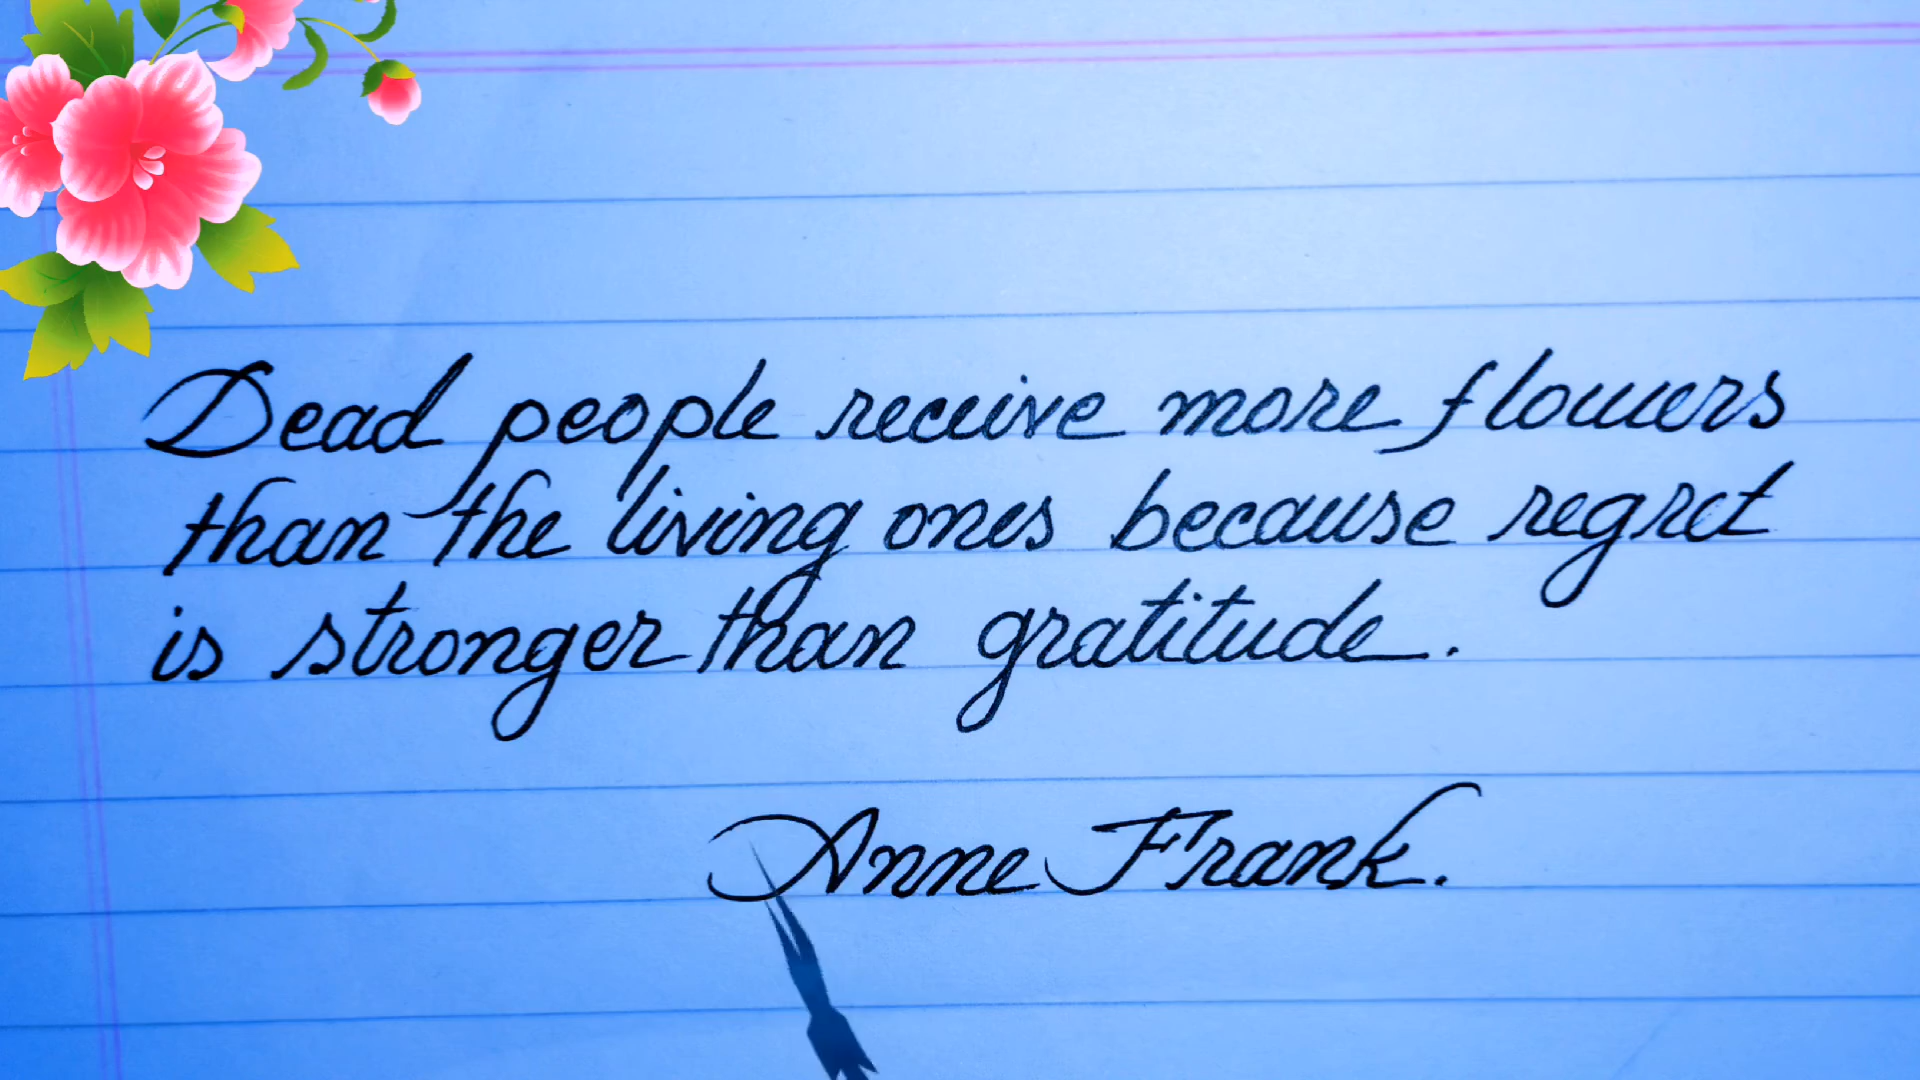 Dead people receive more flowers
than the living ones because regret
is stronger than gratitude.
Anne Frank.